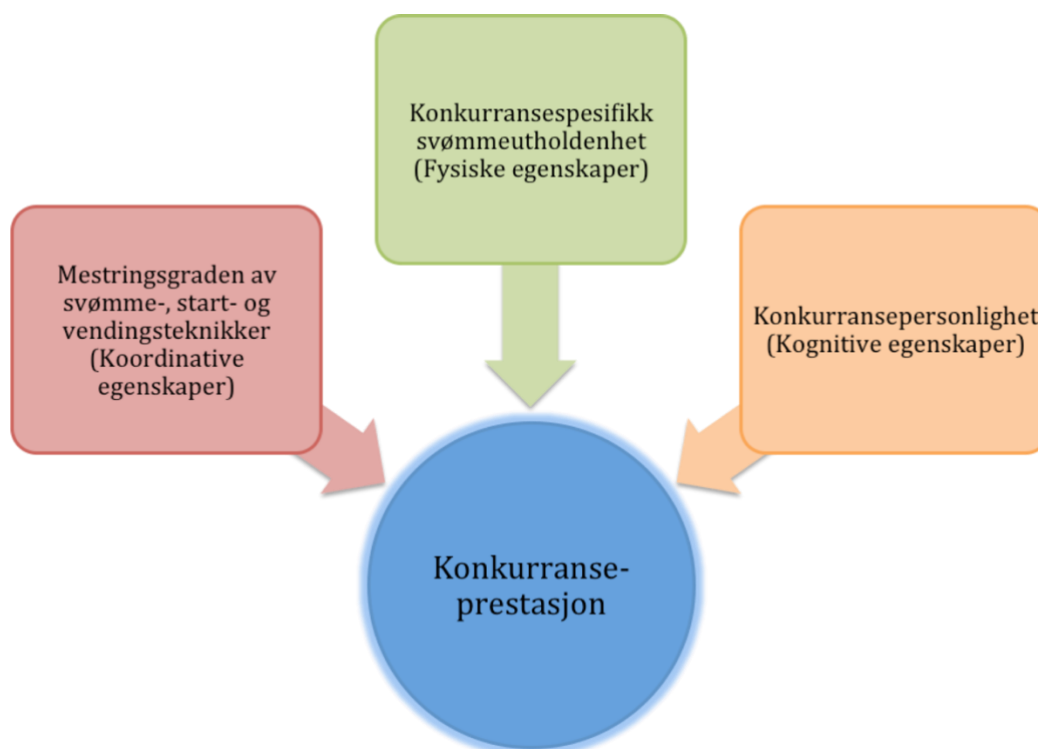 Konkurransespesifikk
svømmeutholdenhet
(Fysiske egenskaper)
Mestringsgraden av
svømme-, start- og
vendingsteknikker
(Koordinative
egenskaper)
Konkurransepersonlighet
(Kognitive egenskaper)
Konkurranse-
prestasjon